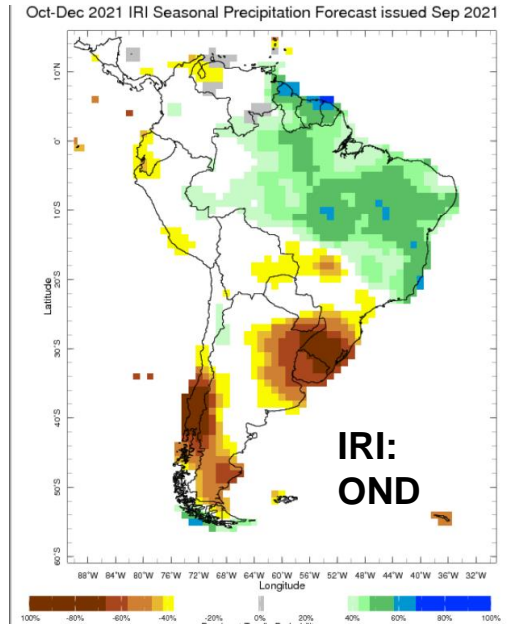 Oct-Dec 2021 IRI Seasonal Precipitation Forecast issued Sep 2021
10°N
0°
10°S
20°S
30°S
40°S
50°S
60°S
Latitude
IRI:
OND
88°W 84°W 80°W 76°W 72°W 68°W 64°W 60°W 56°W 52°W 48°W 44°W 40°W 36°W 32°W
Longitude
100% -80% -60% -40% -20% 0% 20% 40% 60% 80% 100%